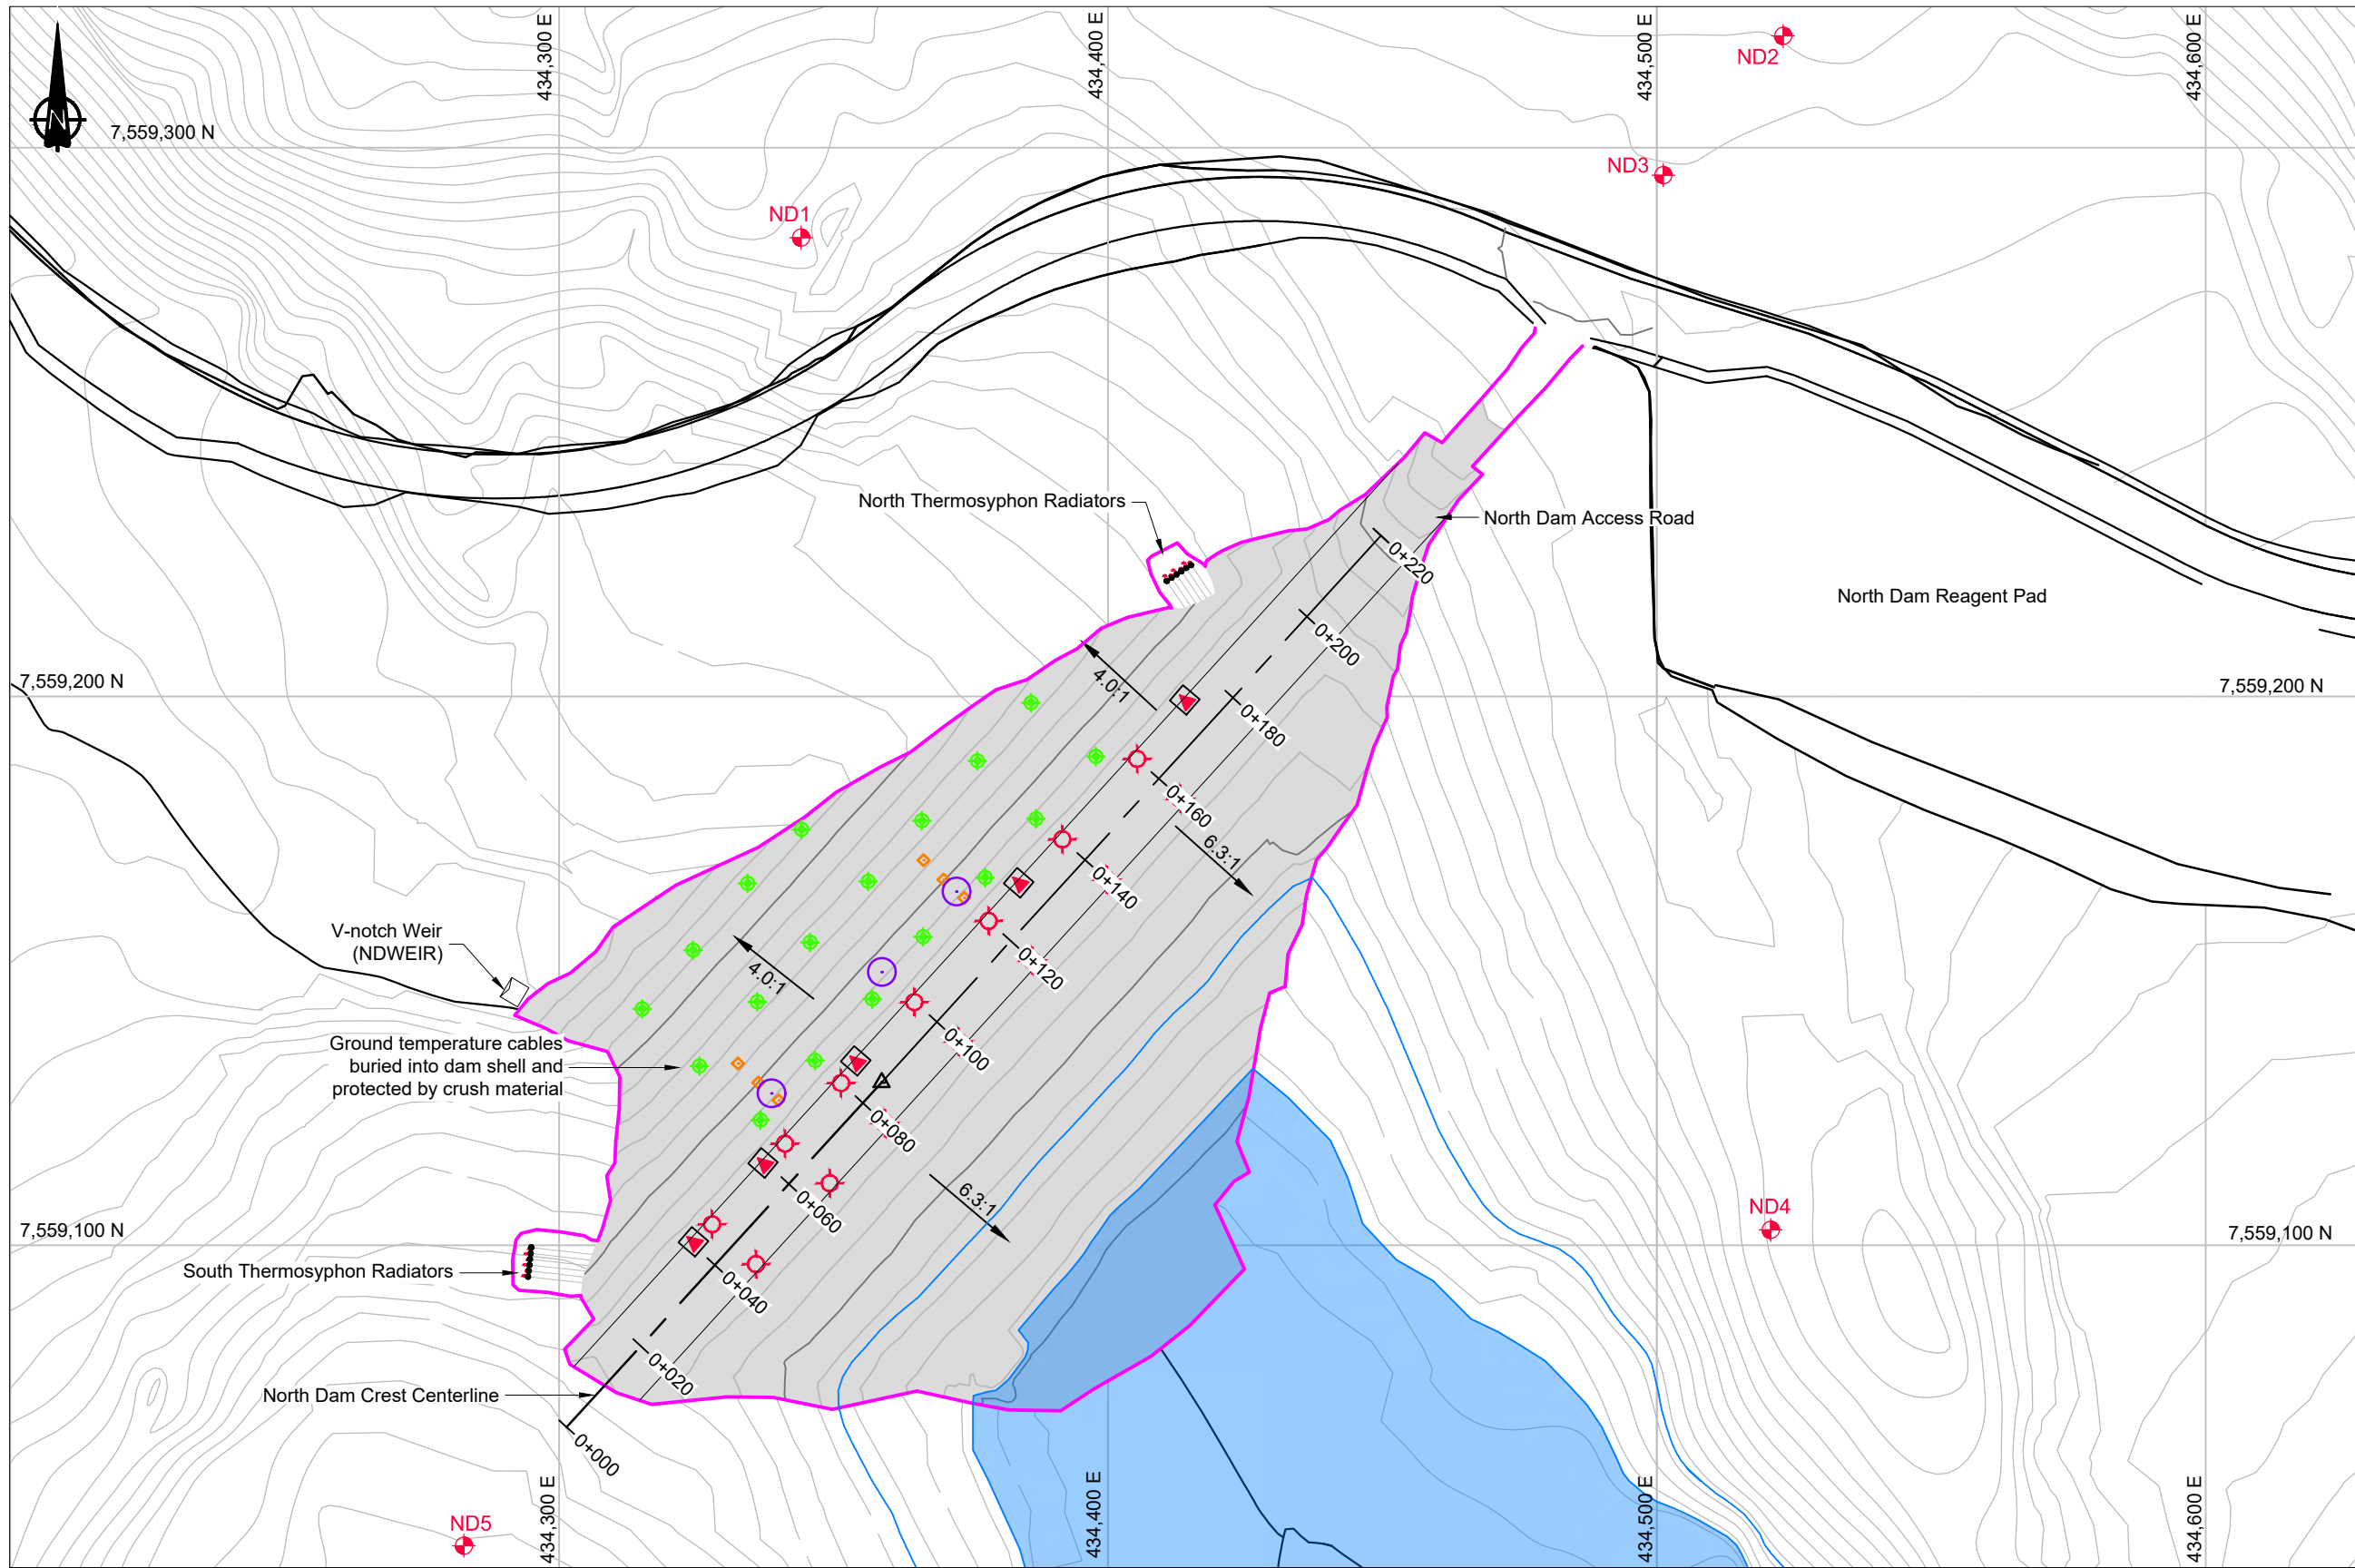 434,300 E
434,400 E
434,500 E
434,600 E
ND2
N
7,559,300 N
ND3
ND1
North Thermosyphon Radiators
North Dam Access Road
0+220
North Dam Reagent Pad
0+200
7,559,200 N
4.0:1
7,559,200 N
0+180
0+160
6.3:1
0+140
V-notch Weir
(NDWEIR)
4.0:1
0+120
0+100
Ground temperature cables
buried into dam shell and
protected by crush material
0+080
6.3:1
0+060
ND4
7,559,100 N
7,559,100 N
South Thermosyphon Radiators
0+040
0+020
North Dam Crest Centerline
0+000
ND5
434,300 E
434,400 E
434,500 E
434,600 E